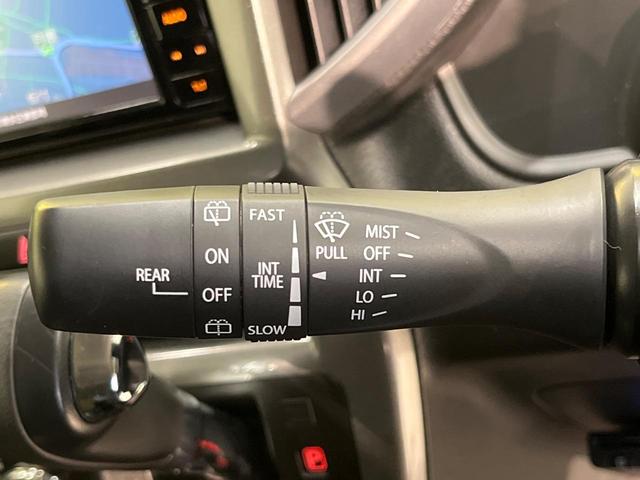 REAR
ON
OFF
FAST
INT
TIME
SLOW
PULL
MIST
OFF
INT
LO
HI
P